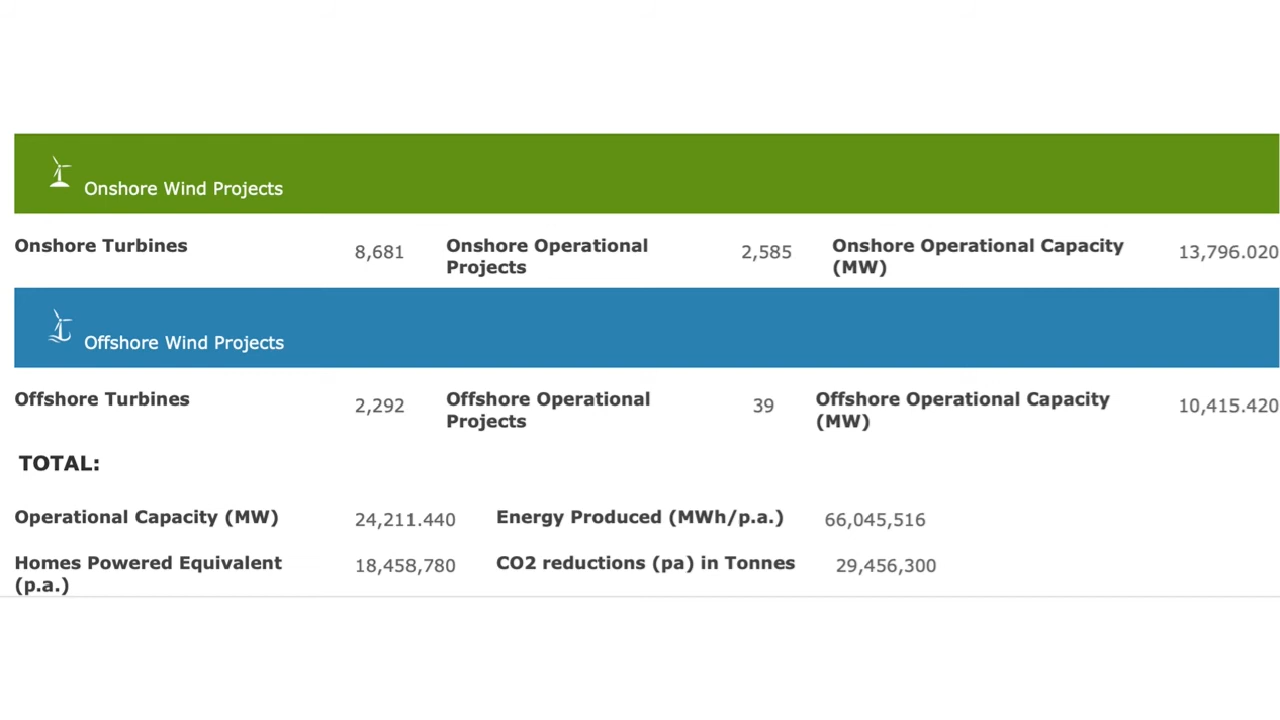 Onshore Wind Projects
Onshore Turbines 8,681 Onshore Operational Projects 2,585 Onshore Operational Capacity (MW) 13,796.020
Offshore Wind Projects
Offshore Turbines 2,292 Offshore Operational Projects 39 Offshore Operational Capacity (MW) 10,415.420
TOTAL:
Operational Capacity (MW) 24,211.440 Energy Produced (MWh/p.a.) 66,045,516
Homes Powered Equivalent (p.a.) 18,458,780 CO2 reductions (pa) in Tonnes 29,456,300